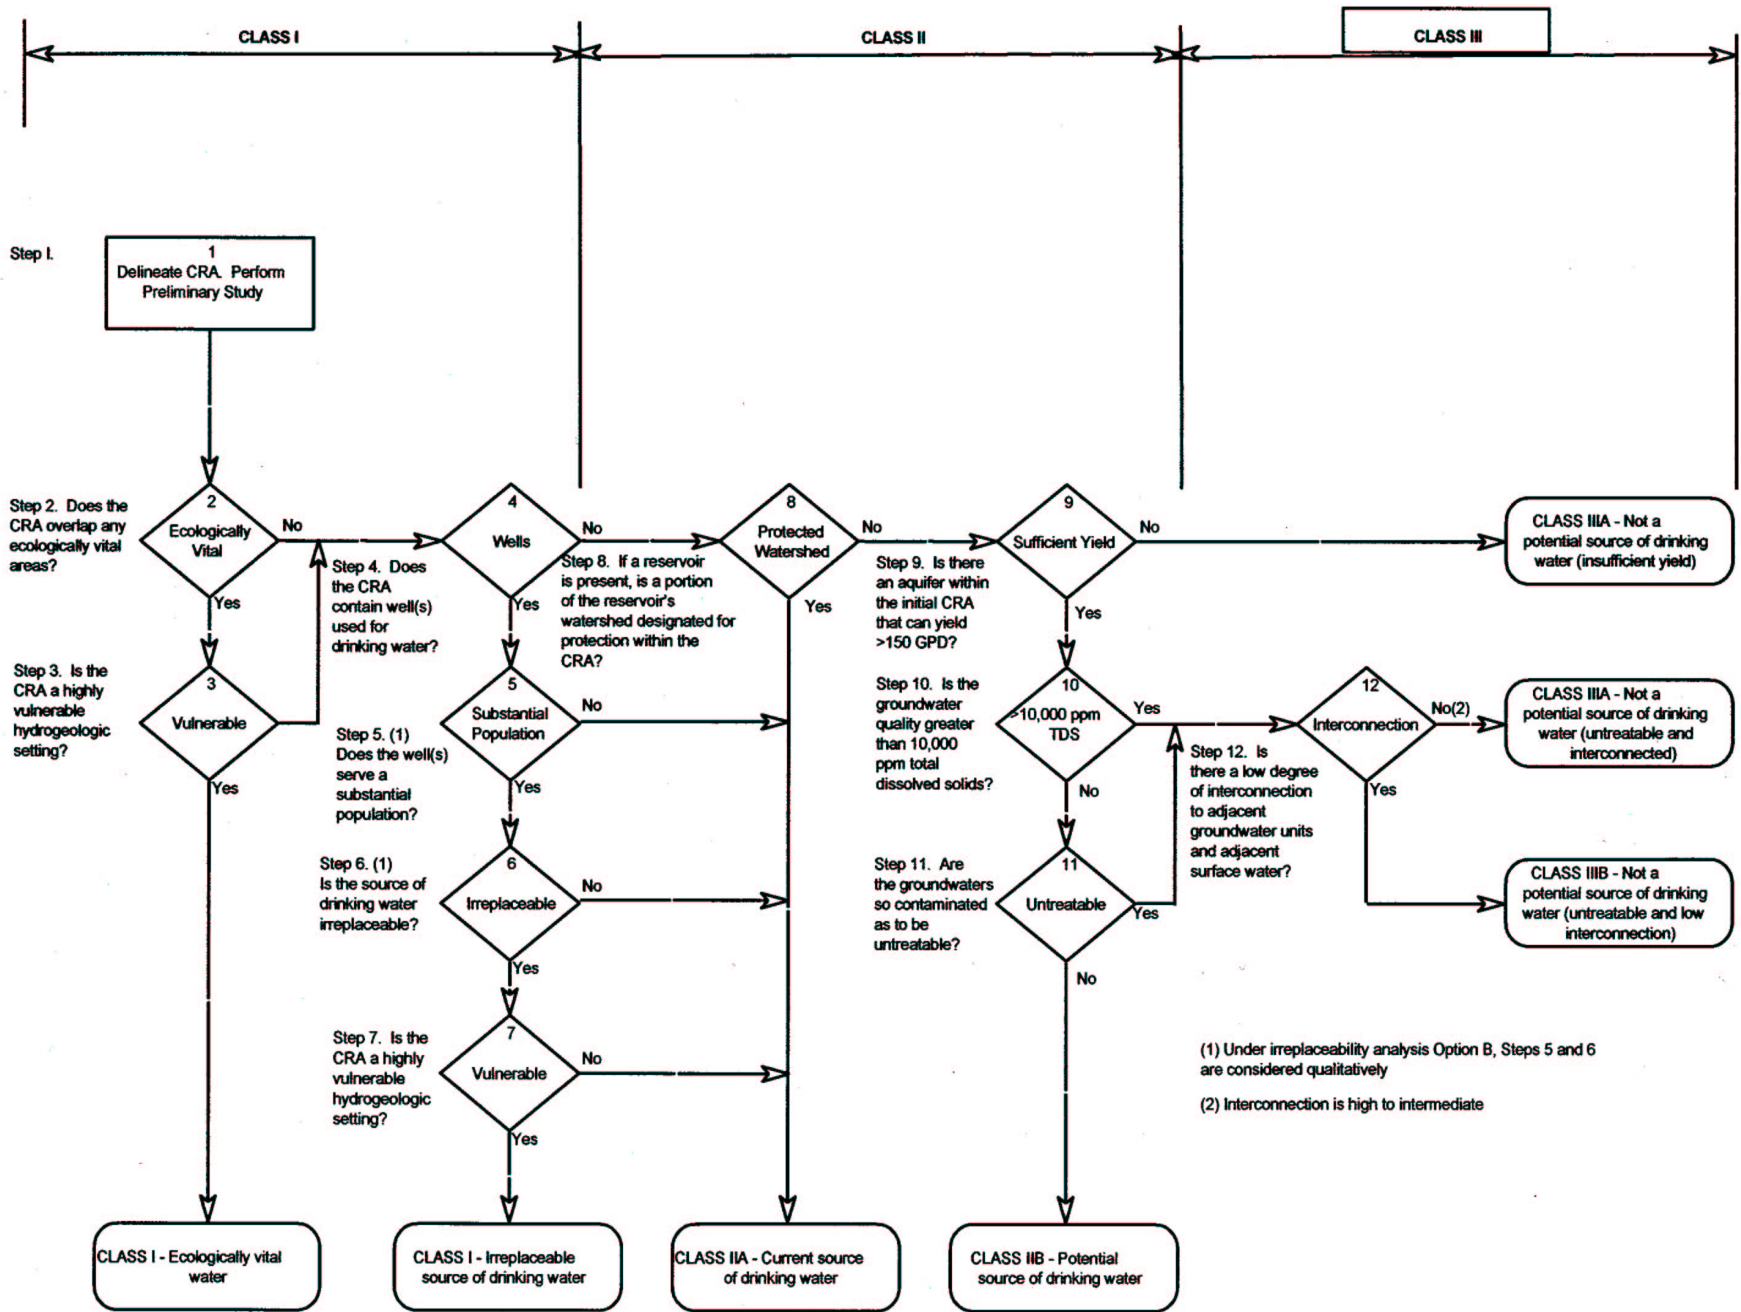 CLASS I
CLASS II
CLASS III
Step I.
1
Delineate CRA. Perform
Preliminary Study
Step 2. Does the
CRA overlap any
ecologically vital
areas?
2
Ecologically
Vital
No
Yes
Step 3. Is the
CRA a highly
vulnerable
hydrogeologic
setting?
3
Vulnerable
Yes
Step 4. Does
the CRA
contain well(s)
used for
drinking water?
4
Wells
No
Yes
Step 5. (1)
Does the well(s)
serve a
substantial
population?
5
Substantial
Population
No
Yes
Step 6. (1)
Is the source of
drinking water
irreplaceable?
6
Irreplaceable
No
Yes
Step 7. Is the
CRA a highly
vulnerable
hydrogeologic
setting?
7
Vulnerable
No
Yes
Step 8. If a reservoir
is present, is a portion
of the reservoir's
watershed designated for
protection within the
CRA?
8
Protected
Watershed
No
Yes
Step 9. Is there
an aquifer within
the initial CRA
that can yield
>150 GPD?
9
Sufficient Yield
No
Yes
Step 10. Is the
groundwater
quality greater
than 10,000
ppm total
dissolved solids?
10
>10,000 ppm
TDS
Yes
No
Step 11. Are
the groundwaters
so contaminated
as to be
untreatable?
11
Untreatable
Yes
No
Step 12. Is
there a low degree
of interconnection
to adjacent
groundwater units
and adjacent
surface water?
12
Interconnection
No(2)
Yes
CLASS IIIA - Not a
potential source of drinking
water (insufficient yield)
CLASS IIIA - Not a
potential source of drinking
water (untreatable and
interconnected)
CLASS IIIB - Not a
potential source of drinking
water (untreatable and low
interconnection)
(1) Under irreplaceability analysis Option B, Steps 5 and 6
are considered qualitatively
(2) Interconnection is high to intermediate
CLASS I - Ecologically vital
water
CLASS I - Irreplaceable
source of drinking water
CLASS IIA - Current source
of drinking water
CLASS IIB - Potential
source of drinking water